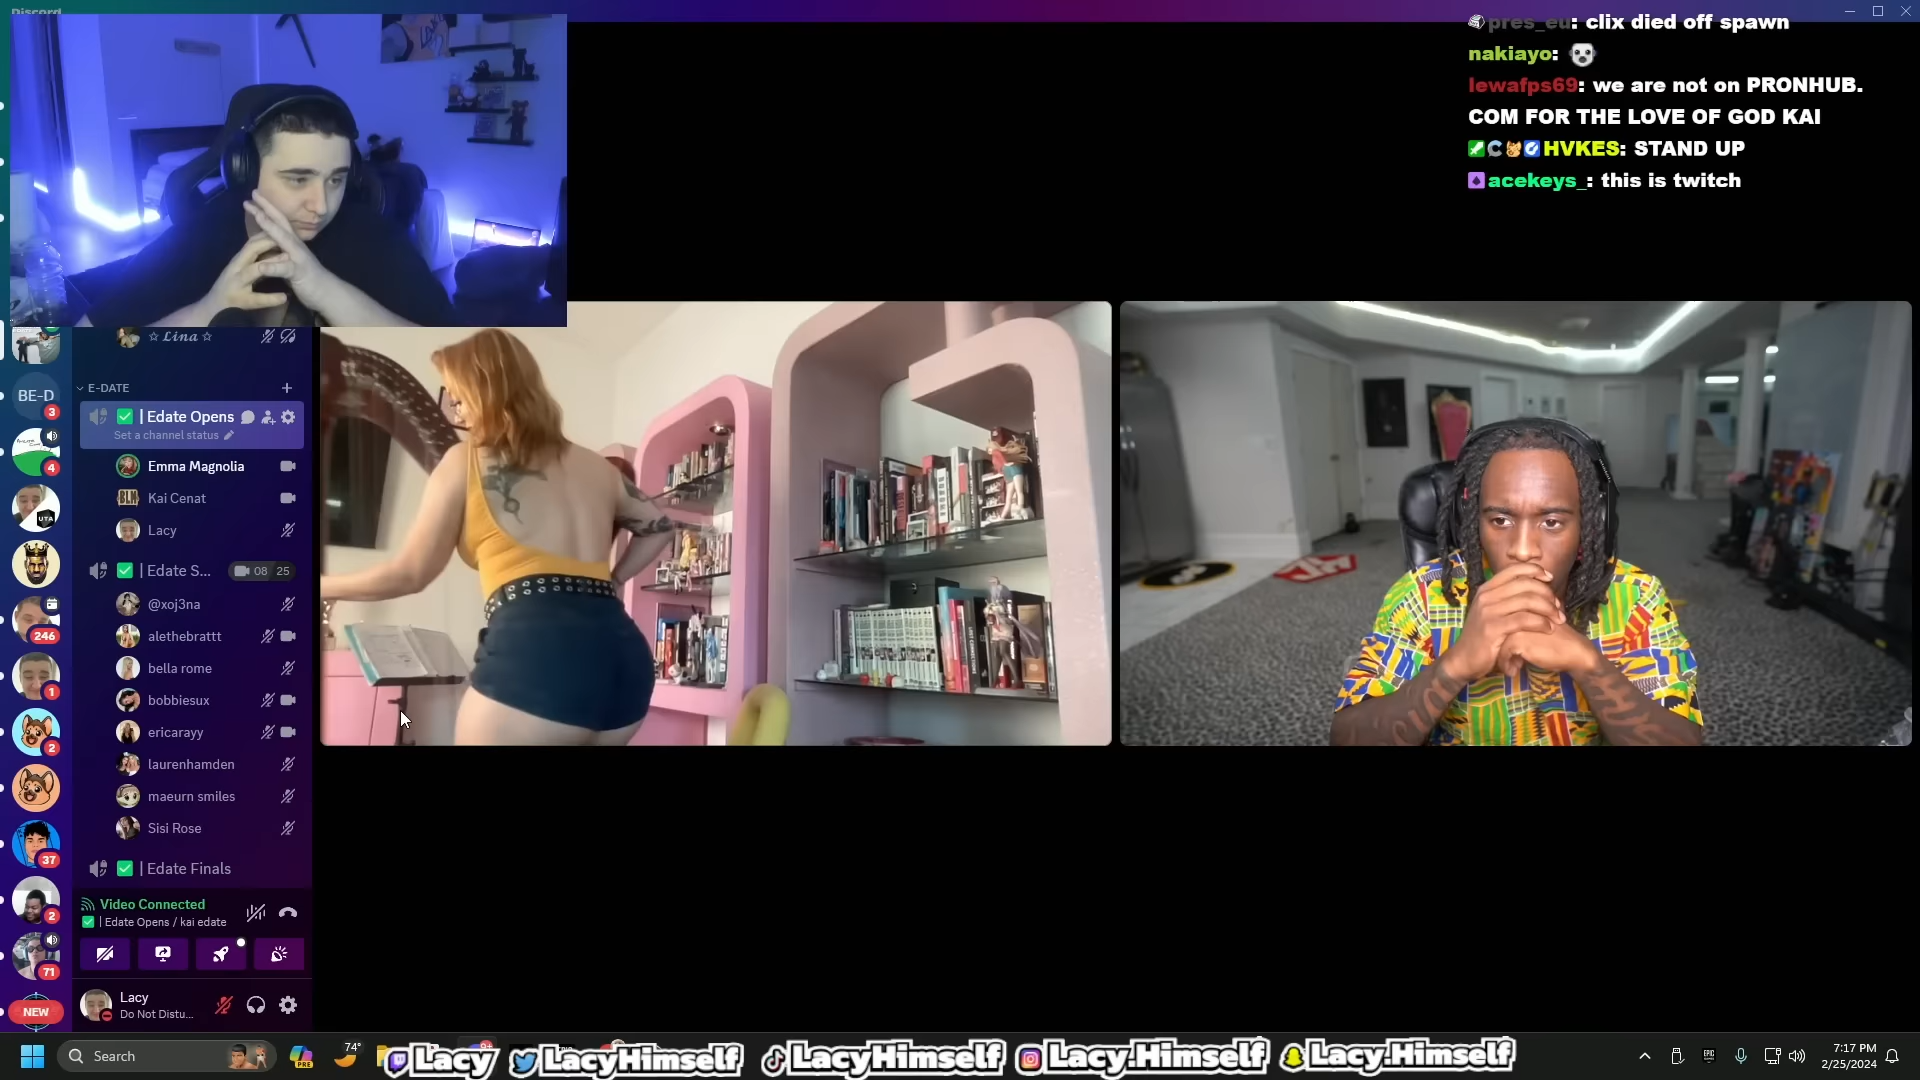 Discord
pres_eu: clix died off spawn
nakiayo:
lewafps69: we are not on PRONHUB.
COM FOR THE LOVE OF GOD KAI
HVKES: STAND UP
acekeys_: this is twitch
☆ Lina ☆
E-DATE
BE-D
3
| Edate Opens
Set a channel status
4
Emma Magnolia
Kai Cenat
BLM
UTA
Lacy
| Edate S... 08 25
@xoj3na
246
alethebrattt
bella rome
1
bobbiesux
ericarayy
2
laurenhamden
maeurn smiles
Sisi Rose
37
| Edate Finals
Video Connected
| Edate Opens / kai edate
2
71
Lacy
Do Not Distu...
NEW
Search
PRE
74°
Lacy
LacyHimself
LacyHimself
Lacy.Himself
Lacy.Himself
EPIC
7:17 PM
2/25/2024